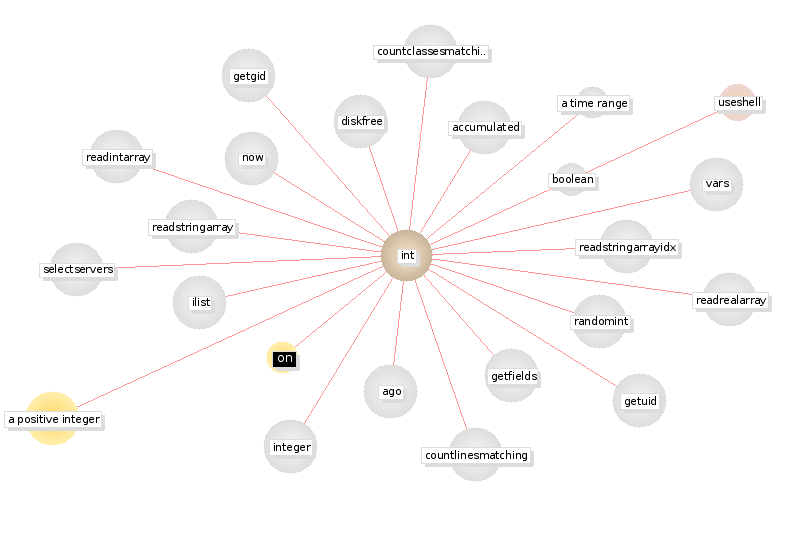 countclassesmatchi..
getgid
a time range
useshell
diskfree
accumulated
readintarray
now
boolean
vars
readstringarray
readstringarrayidx
int
selectservers
ilist
readrealarray
randomint
on
getfields
ago
getuid
a positive integer
integer
countlinesmatching